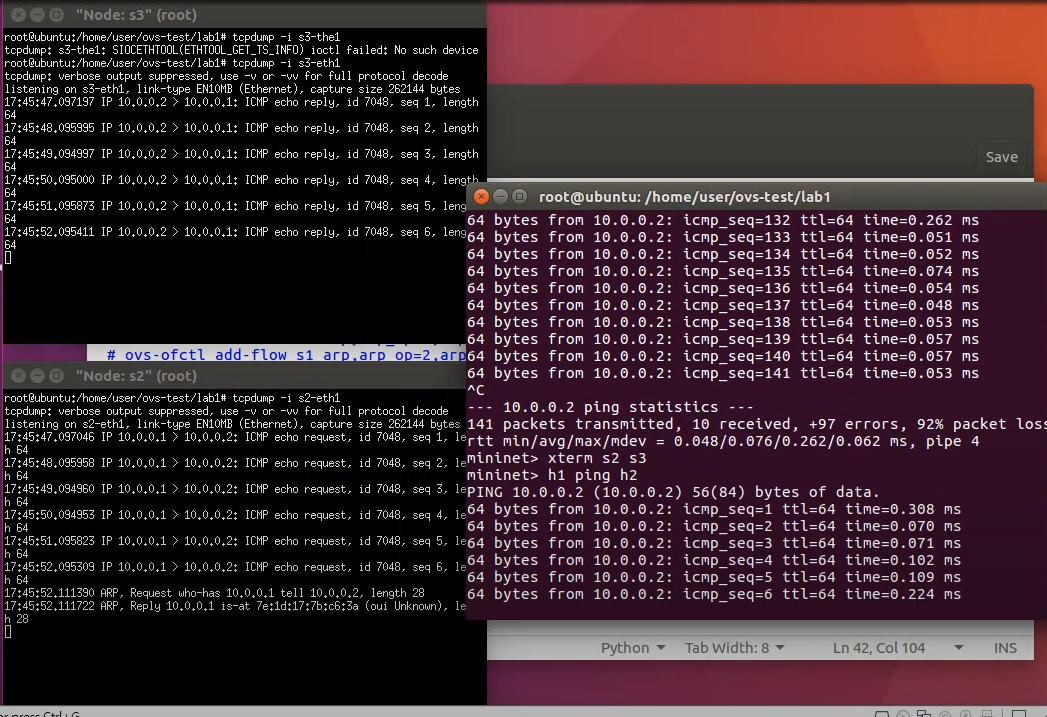 "Node: s3" (root)
root@ubuntu:/home/user/ovs-test/lab1# tcpdump -i s3-the1
tcpdump: s3-the1: SIOCETHTOOL(ETHTOOL_GET_TS_INFO) ioctl failed: No such device
root@ubuntu:/home/user/ovs-test/lab1# tcpdump -i s3-eth1
tcpdump: verbose output suppressed, use -v or -vv for full protocol decode
listening on s3-eth1, link-type EN10MB (Ethernet), capture size 262144 bytes
17:45:47.097197 IP 10.0.0.2 > 10.0.0.1: ICMP echo reply, id 7048, seq 1, length
64
17:45:48.095995 IP 10.0.0.2 > 10.0.0.1: ICMP echo reply, id 7048, seq 2, length
64
17:45:49.094997 IP 10.0.0.2 > 10.0.0.1: ICMP echo reply, id 7048, seq 3, length
64
17:45:50.095000 IP 10.0.0.2 > 10.0.0.1: ICMP echo reply, id 7048, seq 4, length
64
17:45:51.095873 IP 10.0.0.2 > 10.0.0.1: ICMP echo reply, id 7048, seq 5, leng
64
17:45:52.095411 IP 10.0.0.2 > 10.0.0.1: ICMP echo reply, id 7048, seq 6, leng
64
# ovs-ofctl add-flow s1 arp,arp_op=2,arp
"Node: s2" (root)
root@ubuntu:/home/user/ovs-test/lab1# tcpdump -i s2-eth1
tcpdump: verbose output suppressed, use -v or -vv for full protocol decode
listening on s2-eth1, link-type EN10MB (Ethernet), capture size 262144 bytes
17:45:47.097046 IP 10.0.0.1 > 10.0.0.2: ICMP echo request, id 7048, seq 1, le
h 64
17:45:48.095958 IP 10.0.0.1 > 10.0.0.2: ICMP echo request, id 7048, seq 2, le
h 64
17:45:49.094960 IP 10.0.0.1 > 10.0.0.2: ICMP echo request, id 7048, seq 3, le
h 64
17:45:50.094953 IP 10.0.0.1 > 10.0.0.2: ICMP echo request, id 7048, seq 4, le
h 64
17:45:51.095823 IP 10.0.0.1 > 10.0.0.2: ICMP echo request, id 7048, seq 5, le
h 64
17:45:52.095309 IP 10.0.0.1 > 10.0.0.2: ICMP echo request, id 7048, seq 6, le
h 64
17:45:52.111390 ARP, Request who-has 10.0.0.1 tell 10.0.0.2, length 28
17:45:52.111722 ARP, Reply 10.0.0.1 is-at 7e:1d:17:7b:c6:3a (oui Unknown), le
h 28
Save
root@ubuntu: /home/user/ovs-test/lab1
64 bytes from 10.0.0.2: icmp_seq=132 ttl=64 time=0.262 ms
64 bytes from 10.0.0.2: icmp_seq=133 ttl=64 time=0.051 ms
64 bytes from 10.0.0.2: icmp_seq=134 ttl=64 time=0.052 ms
64 bytes from 10.0.0.2: icmp_seq=135 ttl=64 time=0.074 ms
64 bytes from 10.0.0.2: icmp_seq=136 ttl=64 time=0.054 ms
64 bytes from 10.0.0.2: icmp_seq=137 ttl=64 time=0.048 ms
64 bytes from 10.0.0.2: icmp_seq=138 ttl=64 time=0.053 ms
64 bytes from 10.0.0.2: icmp_seq=139 ttl=64 time=0.057 ms
64 bytes from 10.0.0.2: icmp_seq=140 ttl=64 time=0.057 ms
64 bytes from 10.0.0.2: icmp_seq=141 ttl=64 time=0.053 ms
^C
--- 10.0.0.2 ping statistics ---
141 packets transmitted, 10 received, +97 errors, 92% packet loss
rtt min/avg/max/mdev = 0.048/0.076/0.262/0.062 ms, pipe 4
mininet> xterm s2 s3
mininet> h1 ping h2
PING 10.0.0.2 (10.0.0.2) 56(84) bytes of data.
64 bytes from 10.0.0.2: icmp_seq=1 ttl=64 time=0.308 ms
64 bytes from 10.0.0.2: icmp_seq=2 ttl=64 time=0.070 ms
64 bytes from 10.0.0.2: icmp_seq=3 ttl=64 time=0.071 ms
64 bytes from 10.0.0.2: icmp_seq=4 ttl=64 time=0.102 ms
64 bytes from 10.0.0.2: icmp_seq=5 ttl=64 time=0.109 ms
64 bytes from 10.0.0.2: icmp_seq=6 ttl=64 time=0.224 ms
Python Tab Width: 8 Ln 42, Col 104 INS
or press Ctrl+G